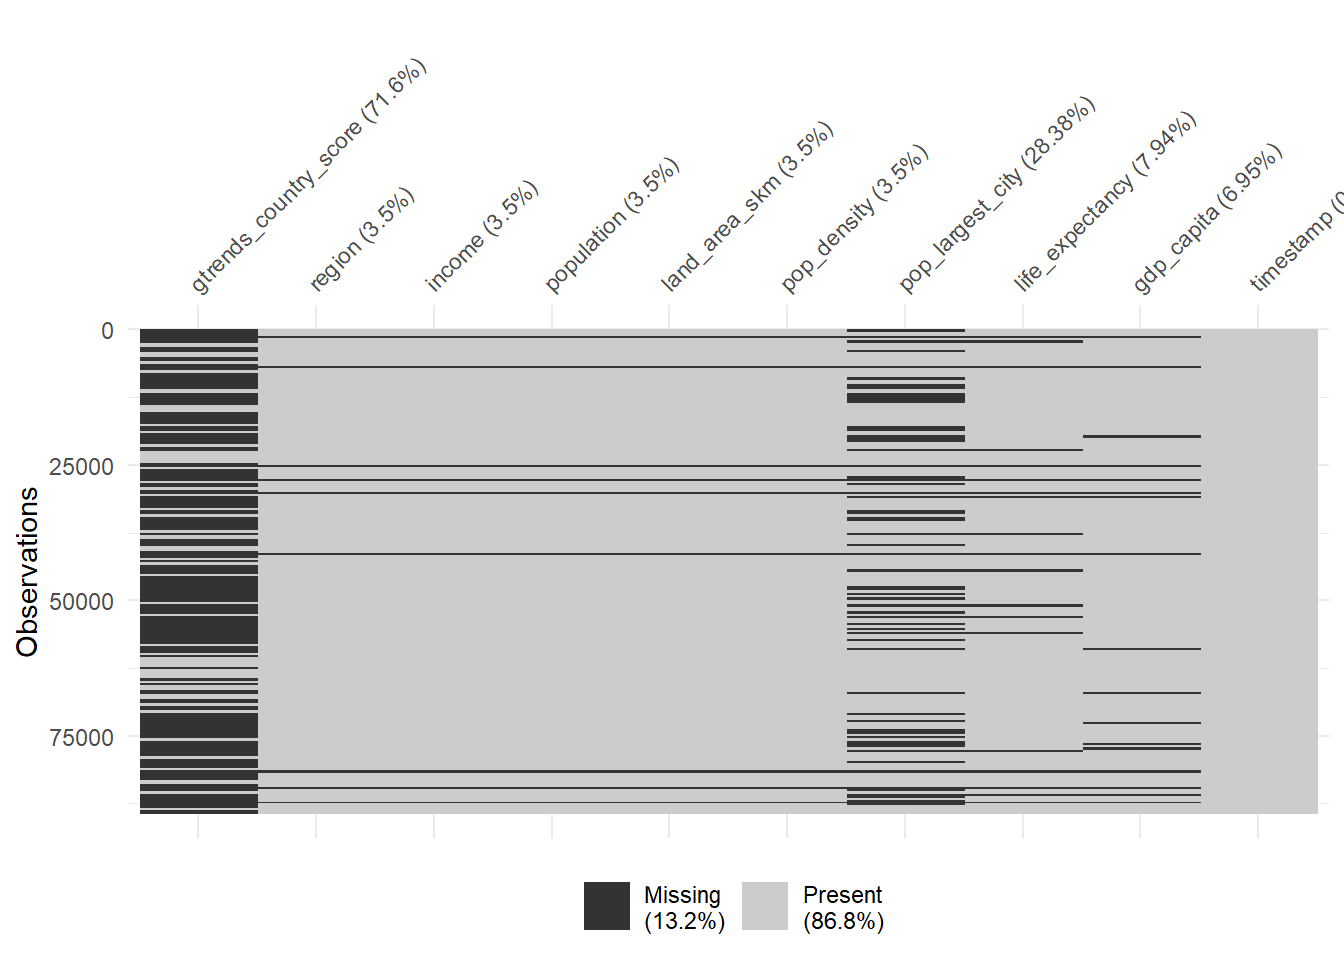 gtrends_country_score (71.6%)
region (3.5%)
income (3.5%)
population (3.5%)
land_area_skm (3.5%)
pop_density (3.5%)
pop_largest_city (28.38%)
life_expectancy (7.94%)
gdp_capita (6.95%)
timestamp (0
0
25000
50000
75000
Observations
Missing
(13.2%)
Present
(86.8%)